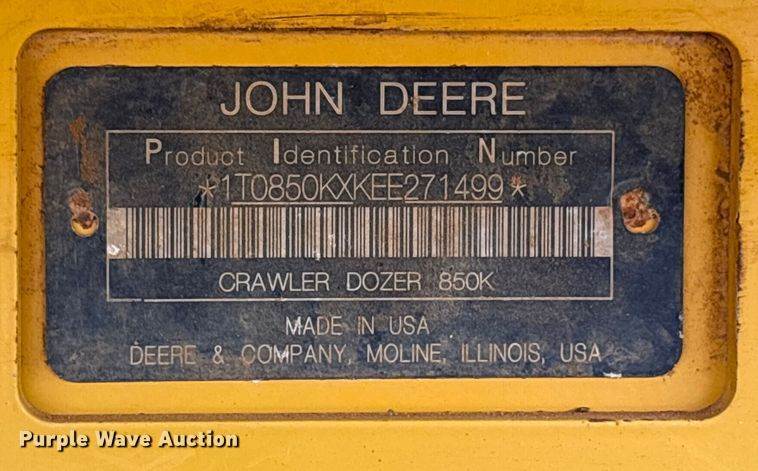 JOHN DEERE
Product Identification Number
*1T0850KXKEE271499*
CRAWLER DOZER 850K
MADE IN USA
DEERE & COMPANY, MOLINE, ILLINOIS, USA
Purple Wave Auction